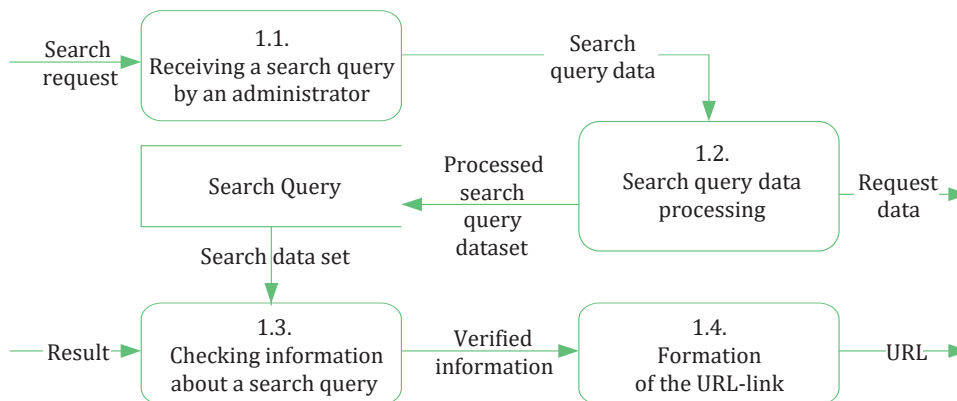 Search
request
1.1.
Receiving a search query
by an administrator
Search
query data
1.2.
Search query data
processing
Request
data
Processed
search
query
dataset
Search Query
Search data set
Result
1.3.
Checking information
about a search query
Verified
information
1.4.
Formation
of the URL-link
URL